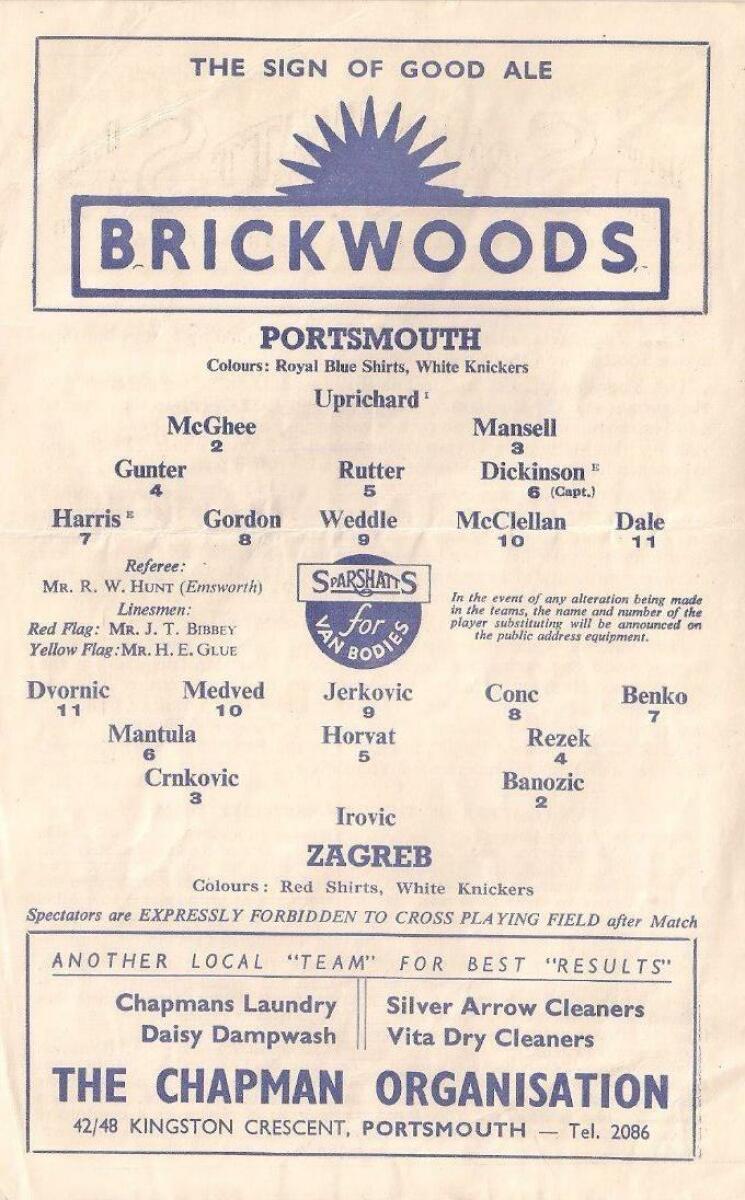 THE SIGN OF GOOD ALE
BRICKWOODS
PORTSMOUTH
Colours: Royal Blue Shirts, White Knickers
Uprichard I
McGhee Mansell
2 3
Gunter Rutter Dickinson E
4 5 6 (Capt.)
Harris E Gordon Weddle McClellan Dale
7 8 9 10 11
Referee:
MR. R. W. HUNT (Emsworth)
Linesmen:
Red Flag: MR. J. T. BIBBEY
Yellow Flag: MR. H. E. GLUE
SPARSHATTS
for
VAN BODIES
In the event of any alteration being made
in the teams, the name and number of the
player substituting will be announced on
the public address equipment.
Dvornic Medved Jerkovic Conc Benko
11 10 9 8 7
Mantula Horvat Rezek
6 5 4
Crnkovic Banozic
3 2
Irovic
ZAGREB
Colours: Red Shirts, White Knickers
Spectators are EXPRESSLY FORBIDDEN TO CROSS PLAYING FIELD after Match
ANOTHER LOCAL "TEAM" FOR BEST "RESULTS"
Chapmans Laundry Silver Arrow Cleaners
Daisy Dampwash Vita Dry Cleaners
THE CHAPMAN ORGANISATION
42/48 KINGSTON CRESCENT, PORTSMOUTH — Tel. 2086